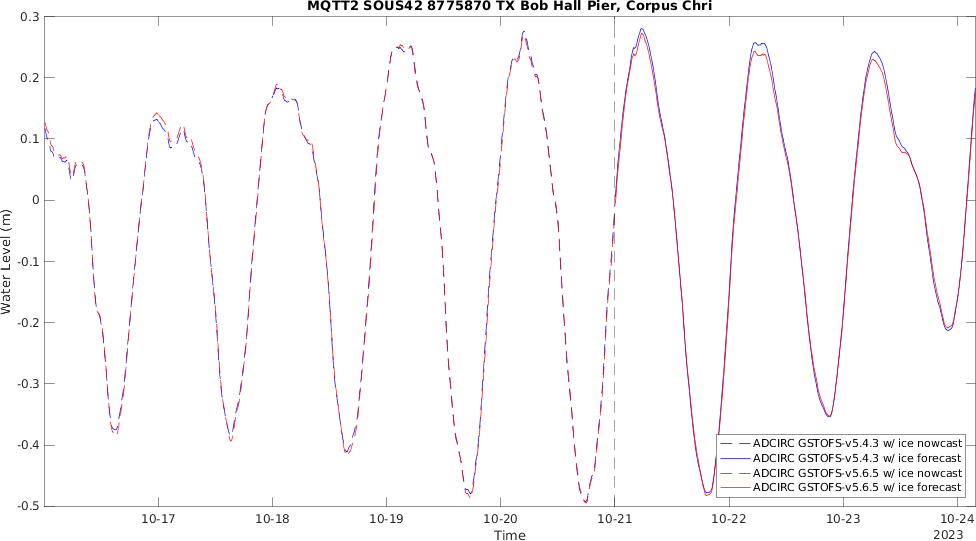 MQTT2 SOUS42 8775870 TX Bob Hall Pier, Corpus Chri
0.3
0.2
0.1
0
-0.1
-0.2
-0.3
-0.4
-0.5
Water Level (m)
ADCIRC GSTOFS-v5.4.3 w/ ice nowcast
ADCIRC GSTOFS-v5.4.3 w/ ice forecast
ADCIRC GSTOFS-v5.6.5 w/ ice nowcast
ADCIRC GSTOFS-v5.6.5 w/ ice forecast
10-17 10-18 10-19 10-20 10-21 10-22 10-23 10-24
2023
Time